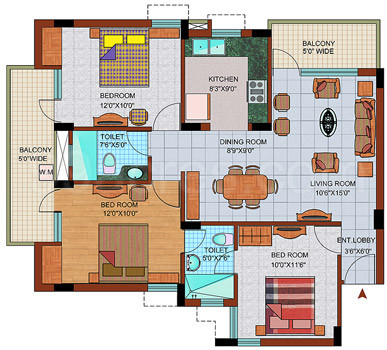 BALCONY
5'0" WIDE
BEDROOM
12'0"X10'0"
KITCHEN
8'3"X9'0"
TOILET
7'6"X5'0"
DINING ROOM
8'9"X9'0"
BALCONY
5'0"WIDE
W.M
LIVING ROOM
10'6"X15'0"
BED ROOM
12'0"X10'0"
ENT.LOBBY
3'6"X6'0"
TOILET
5'0"X7'6"
BED ROOM
10'0"X11'6"